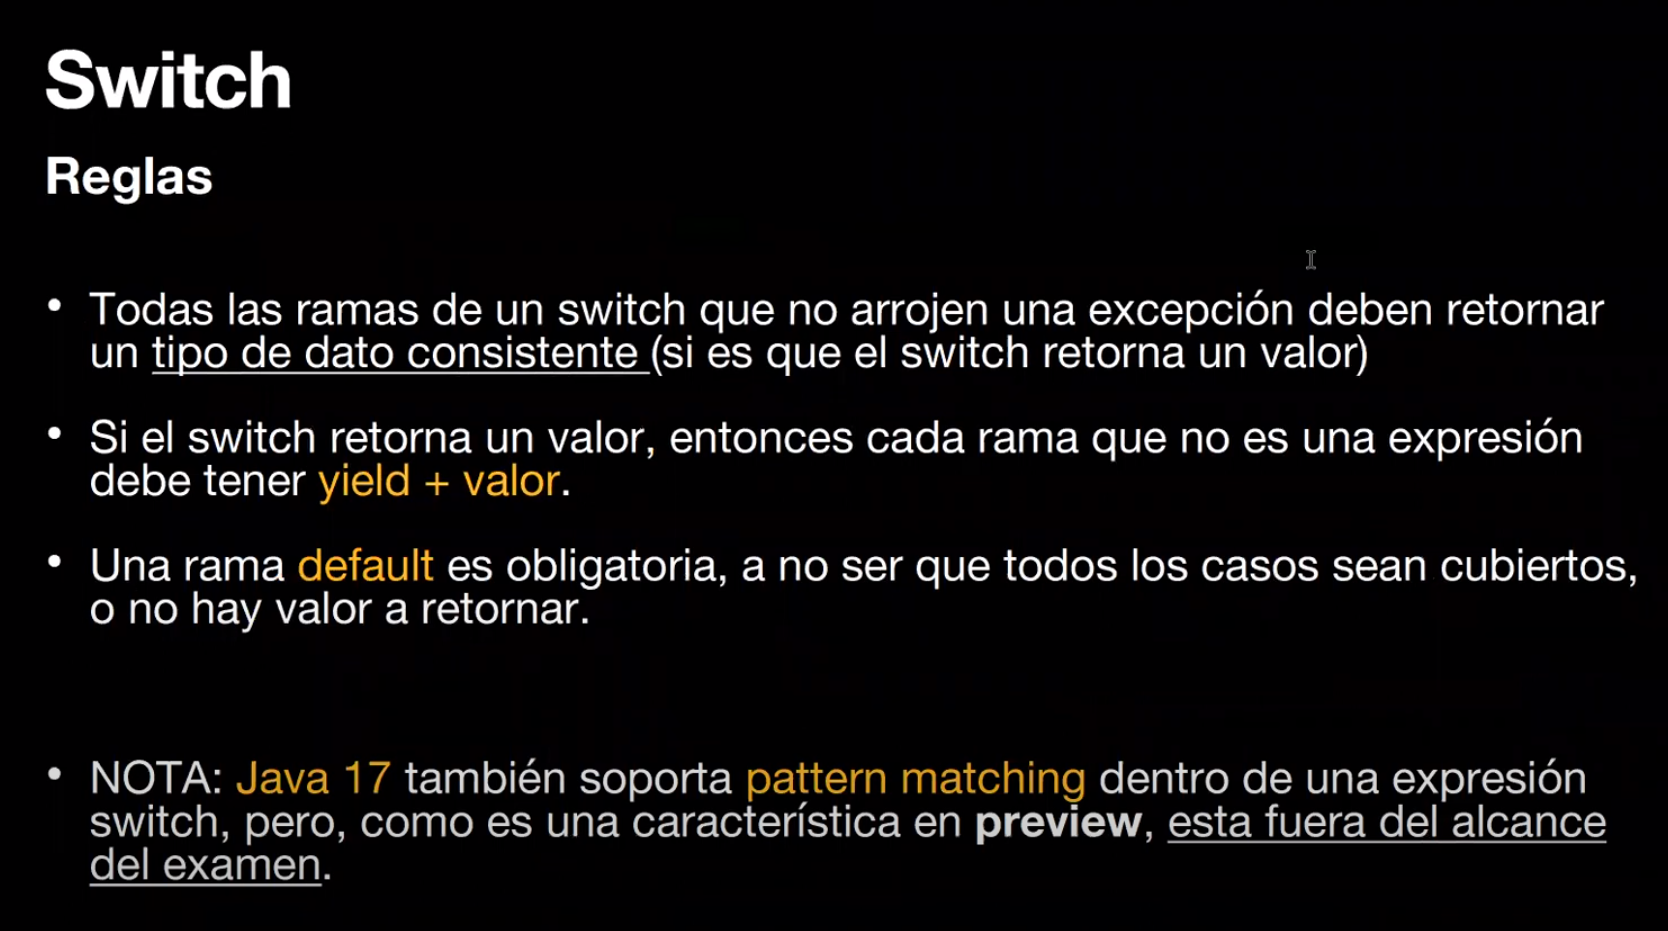 Switch
Reglas
• Todas las ramas de un switch que no arrojen una excepción deben retornar
un tipo de dato consistente (si es que el switch retorna un valor)
• Si el switch retorna un valor, entonces cada rama que no es una expresión
debe tener yield + valor.
• Una rama default es obligatoria, a no ser que todos los casos sean cubiertos,
o no hay valor a retornar.
• NOTA: Java 17 también soporta pattern matching dentro de una expresión
switch, pero, como es una característica en preview, esta fuera del alcance
del examen.